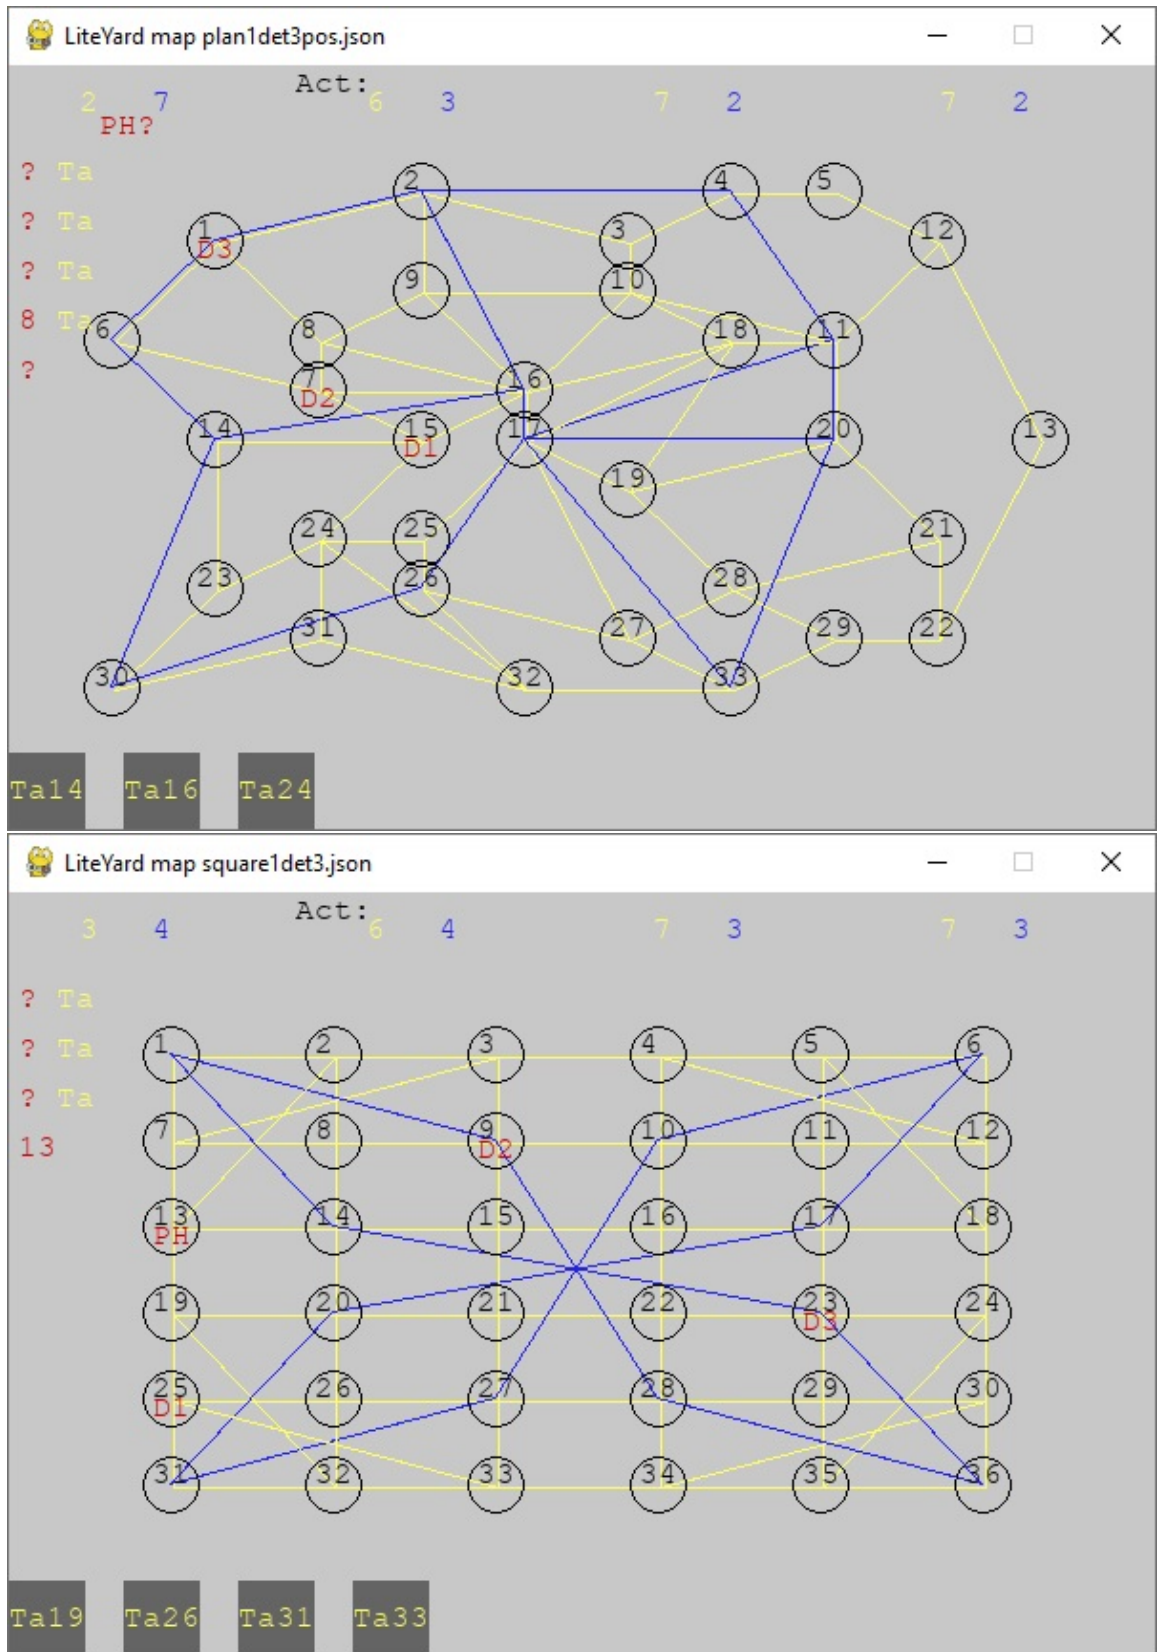 LiteYard map plan1det3pos.json
Act:
2 7 6 3 7 2 7 2
PH?
? Ta
2 4 5
? Ta
1 3 12
D3
? Ta
9 10
8 Ta
6 8 18 11
?
7 16
D2
14 15 17 20 13
D1
19
24 25 21
23 26 28
31 27 29 22
30 32 33
Ta14 Ta16 Ta24
LiteYard map square1det3.json
Act:
3 4 6 4 7 3 7 3
? Ta
? Ta
1 2 3 4 5 6
? Ta
7 8 9 10 11 12
13 D2
13 14 15 16 17 18
PH
19 20 21 22 23 24
D3
25 26 27 28 29 30
D1
31 32 33 34 35 36
Ta19 Ta26 Ta31 Ta33